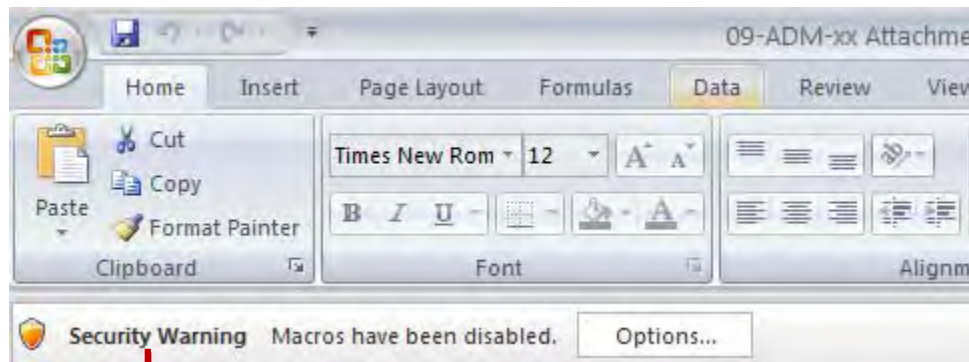 09-ADM-xx Attachme
Home Insert Page Layout Formulas Data Review View
Cut
Copy
Paste
Format Painter
Times New Rom 12 A A
B I U A
Clipboard Font Alignm
Security Warning Macros have been disabled. Options...